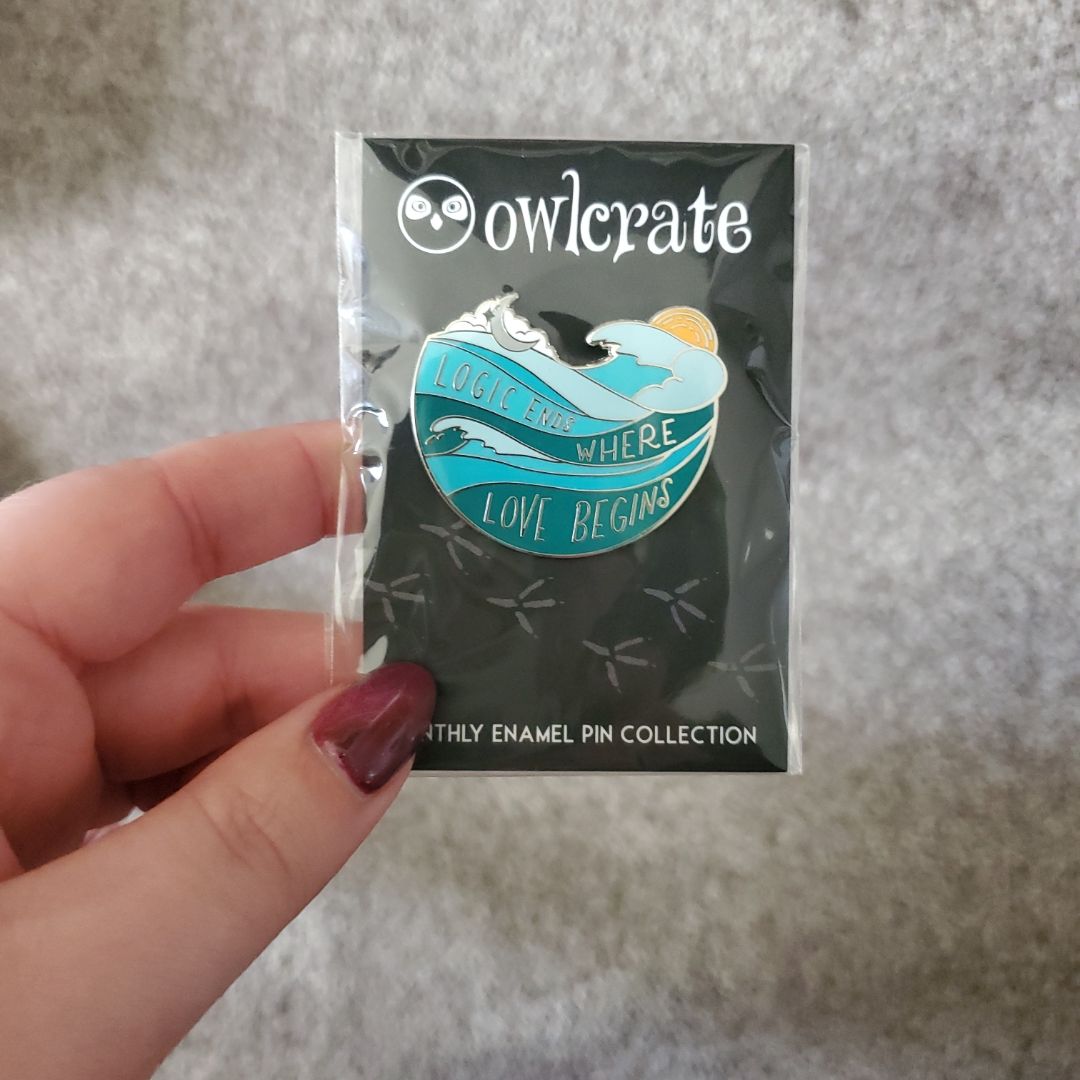 owlcrate
LOGIC ENDS
WHERE
LOVE BEGINS
NTHLY ENAMEL PIN COLLECTION